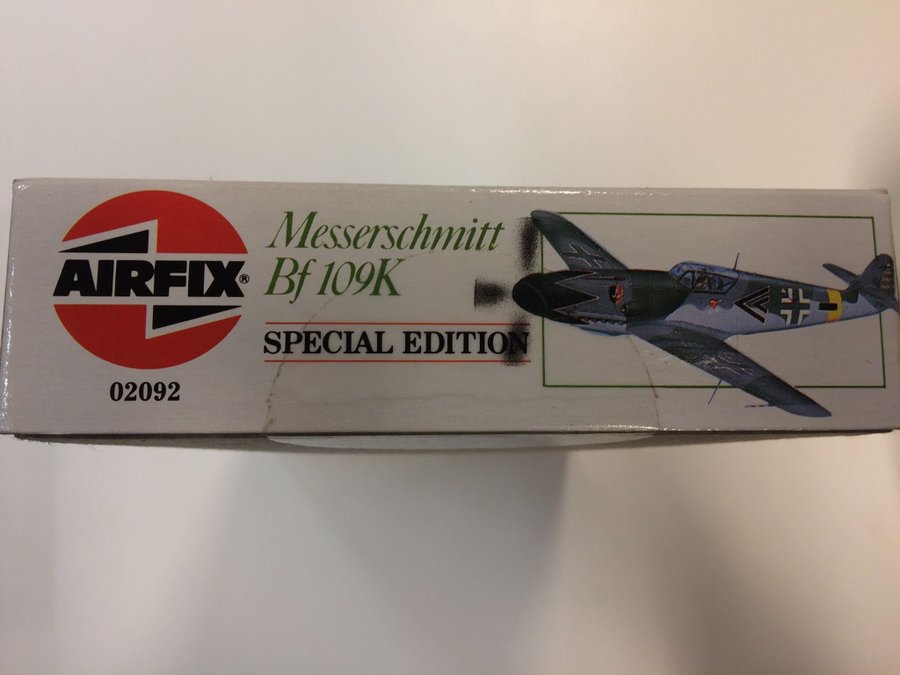 AIRFIX®
02092
Messerschmitt
Bf 109K
SPECIAL EDITION